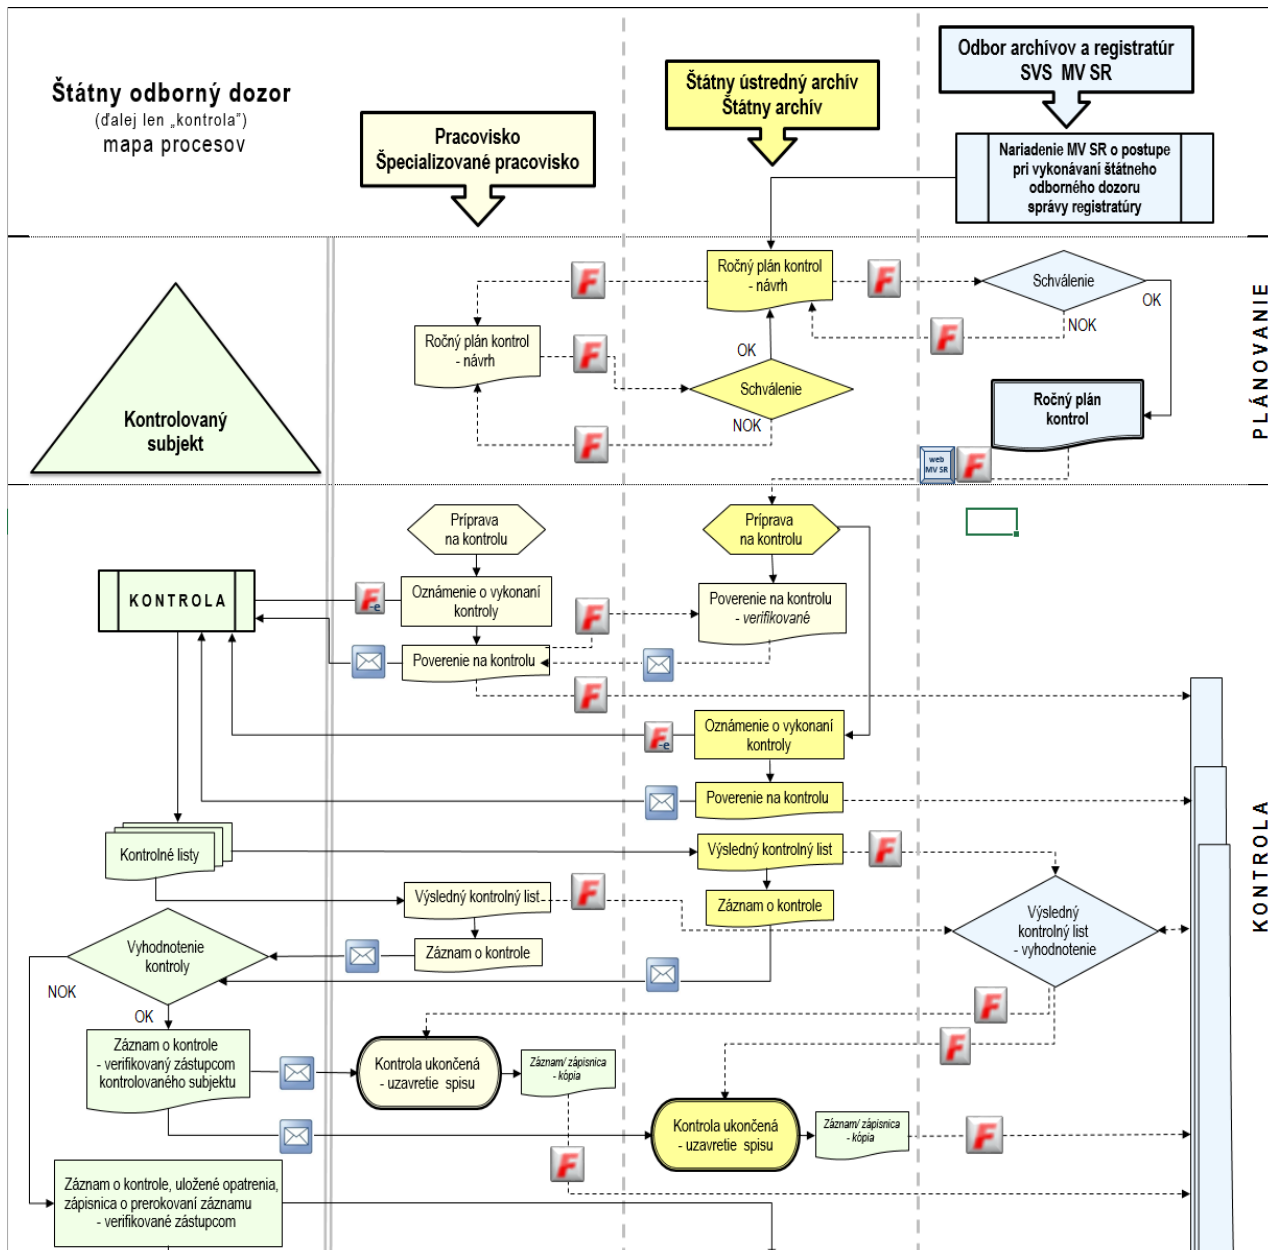 Štátny odborný dozor
(ďalej len „kontrola")
mapa procesov
Pracovisko
Špecializované pracovisko
Štátny ústredný archív
Štátny archív
Odbor archívov a registratúr
SVS MV SR
Nariadenie MV SR o postupe
pri vykonávaní štátneho
odborného dozoru
správy registratúry
PLÁNOVANIE
Kontrolovaný
subjekt
Ročný plán kontrol
- návrh
F
F
Schválenie
OK
NOK
F
Ročný plán kontrol
- návrh
F
OK
Schválenie
NOK
F
Ročný plán
kontrol
web
MV SR
F
KONTROLA
Príprava
na kontrolu
Príprava
na kontrolu
KONTROLA
F-e
Oznámenie o vykonaní
kontroly
F
Poverenie na kontrolu
- verifikované
Poverenie na kontrolu
F
F-e
Oznámenie o vykonaní
kontroly
Poverenie na kontrolu
Kontrolné listy
Výsledný kontrolný list
F
Výsledný kontrolný list
F
Záznam o kontrole
Výsledný
kontrolný list
- vyhodnotenie
Vyhodnotenie
kontroly
Záznam o kontrole
NOK
OK
F
F
Záznam o kontrole
- verifikovaný zástupcom
kontrolovaného subjektu
Kontrola ukončená
- uzavretie spisu
Záznam/ zápisnica
- kópia
Kontrola ukončená
- uzavretie spisu
Záznam/ zápisnica
- kópia
F
F
Záznam o kontrole, uložené opatrenia,
zápisnica o prerokovaní záznamu
- verifikované zástupcom